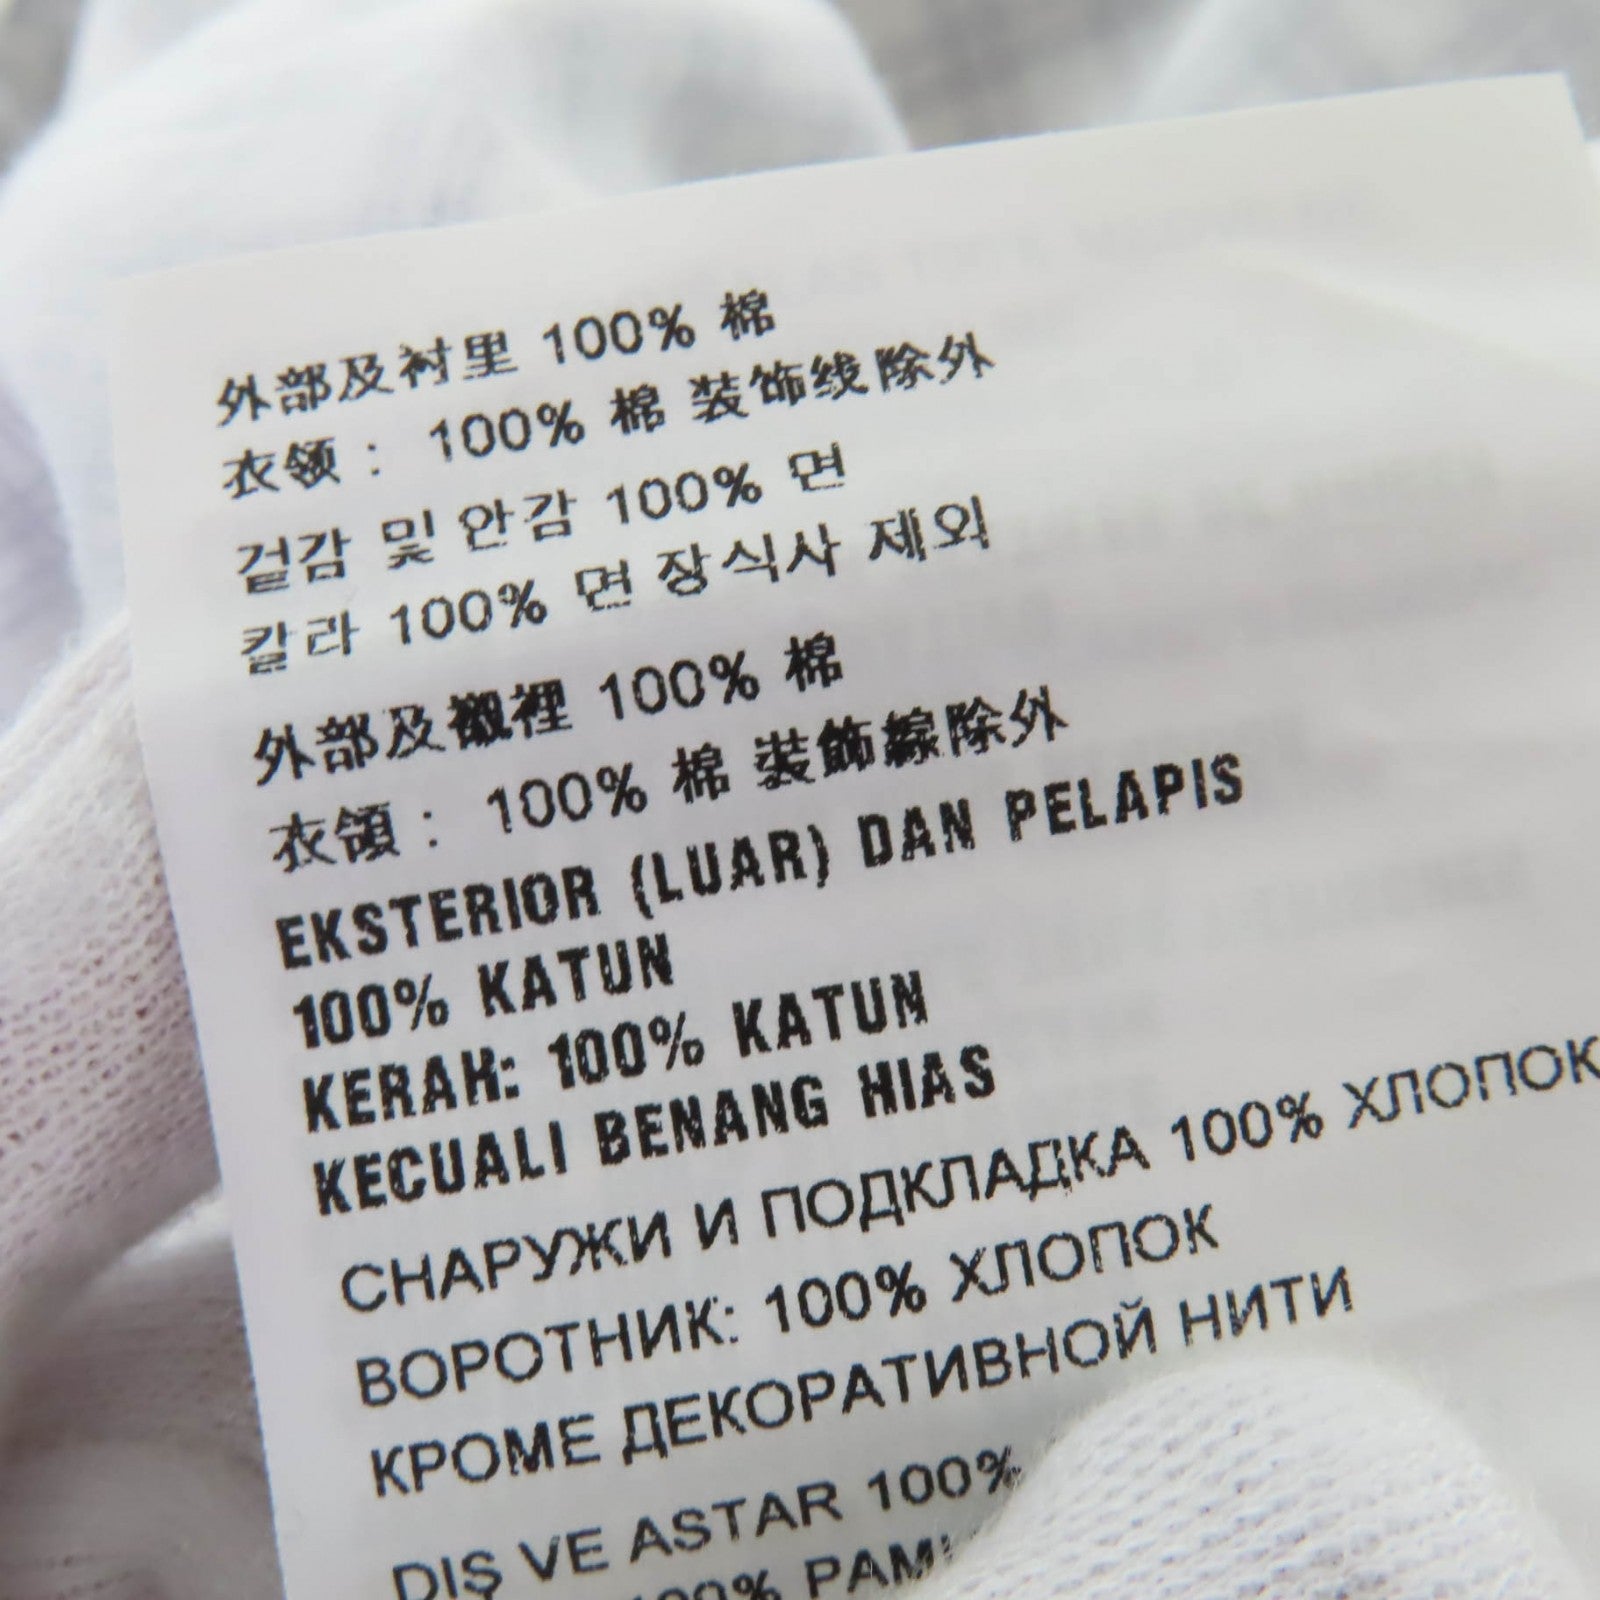 外部及衬里 100% 棉
衣领： 100% 棉 装饰线除外
겉감 및 안감 100% 면
칼라 100% 면 장식사 제외
外部及襯裡 100% 棉
衣領： 100% 棉 裝飾線除外
EKSTERIOR (LUAR) DAN PELAPIS
100% KATUN
KERAH: 100% KATUN
KECUALI BENANG HIAS
СНАРУЖИ И ПОДКЛАДКА 100% ХЛОПОК
ВОРОТНИК: 100% ХЛОПОК
КРОМЕ ДЕКОРАТИВНОЙ НИТИ
DIŞ VE ASTAR 100%